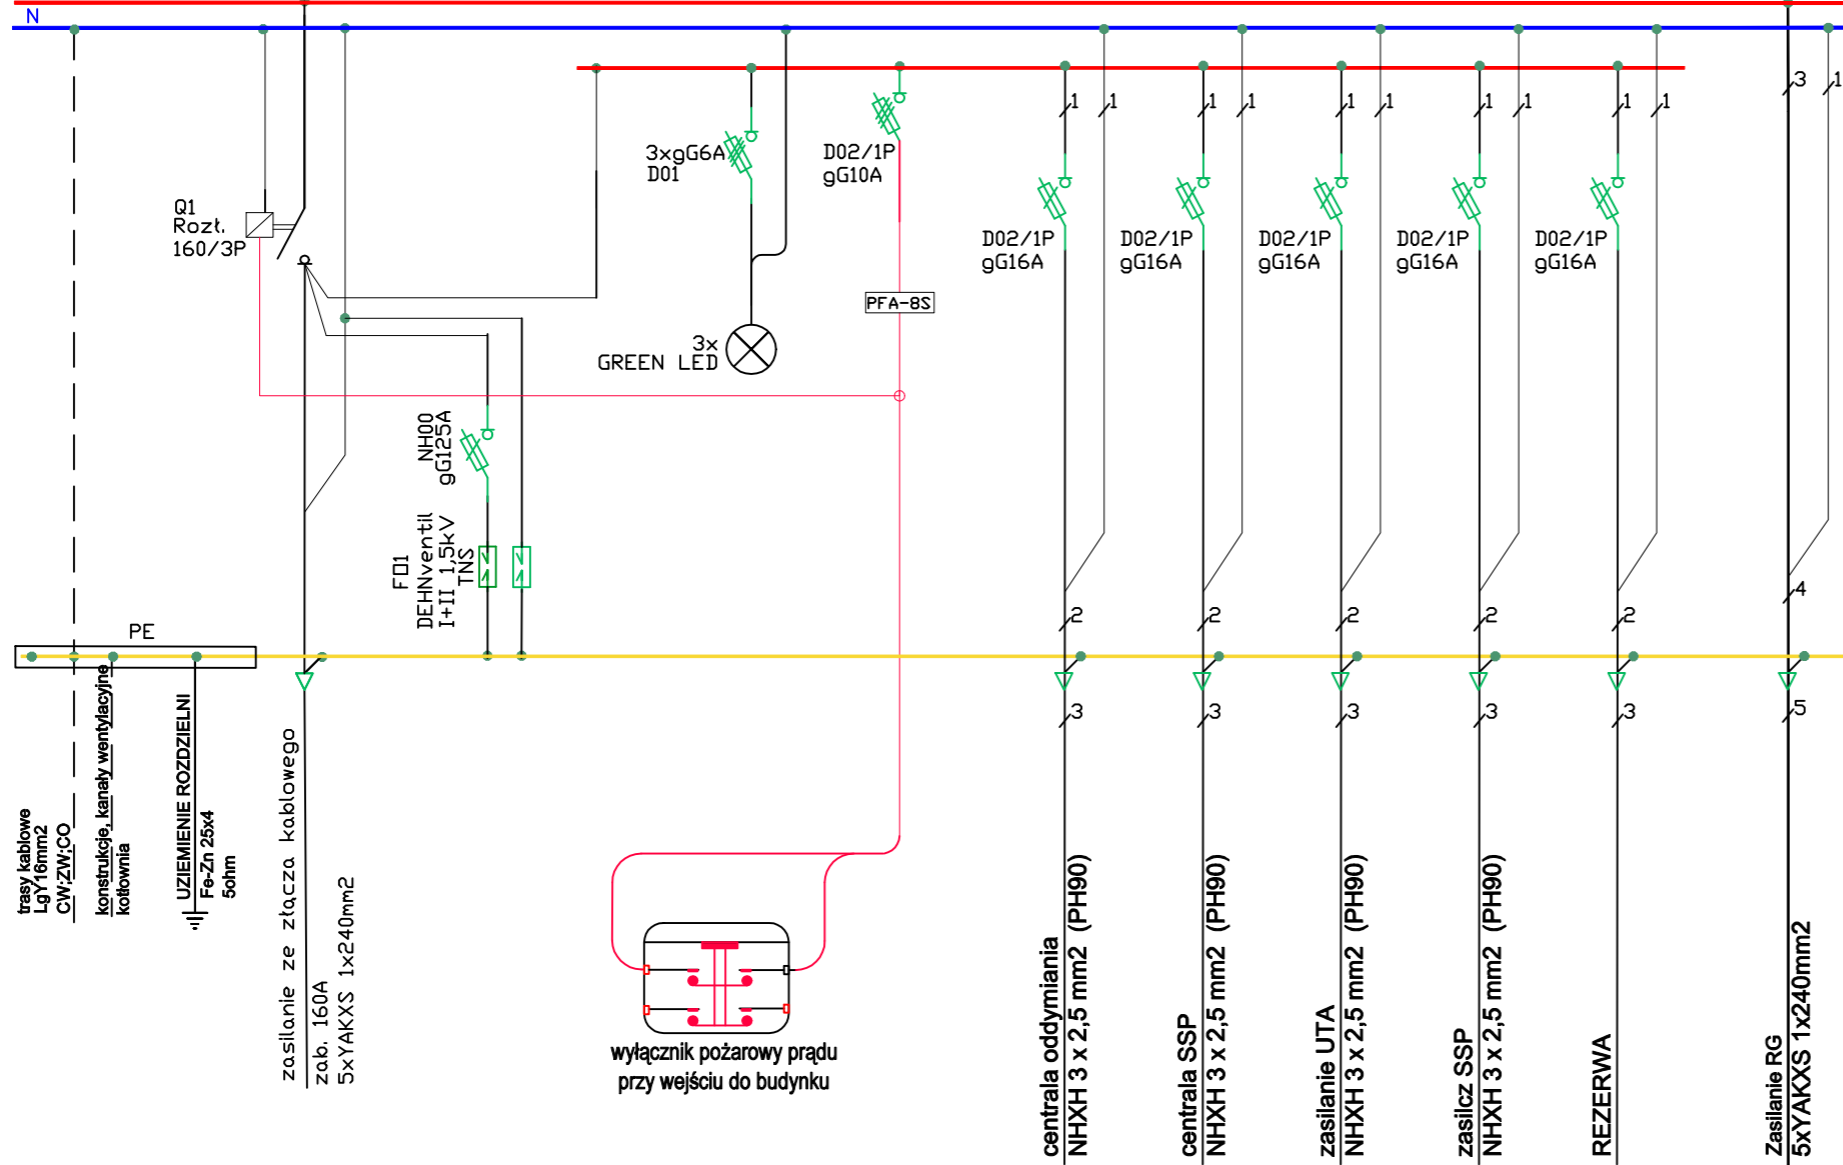 N
3
1
1
1
1
1
1
1
1
1
1
1
3xgG6A
D01
D02/1P
gG10A
Q1
Rozł.
160/3P
D02/1P
gG16A
D02/1P
gG16A
D02/1P
gG16A
D02/1P
gG16A
D02/1P
gG16A
PFA-8S
3x
GREEN LED
NH00
gG125A
F01
DEHNventil
I+II 1,5kV
TNS
4
2
2
2
2
2
PE
3
3
3
3
3
5
trasy kablowe
LgY16mm2
CW;ZW;CO
konstrukcje, kanały wentylacyjne
kotłownia
UZIEMIENIE ROZDZIELNI
Fe-Zn 25x4
5ohm
zasilanie ze złącza kablowego
zab. 160A
5xYAKXS 1x240mm2
wyłącznik pożarowy prądu
przy wejściu do budynku
centrala oddymiania
NHXH 3 x 2,5 mm2 (PH90)
centrala SSP
NHXH 3 x 2,5 mm2 (PH90)
zasilanie UTA
NHXH 3 x 2,5 mm2 (PH90)
zasilcz SSP
NHXH 3 x 2,5 mm2 (PH90)
REZERWA
Zasilanie RG
5xYAKXS 1x240mm2